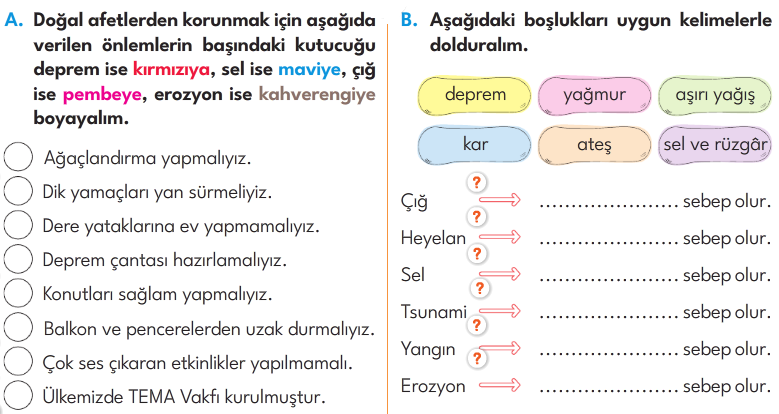 A. Doğal afetlerden korunmak için aşağıda
verilen önlemlerin başındaki kutucuğu
deprem ise kırmızıya, sel ise maviye, çığ
ise pembeye, erozyon ise kahverengiye
boyayalım.
Ağaçlandırma yapmalıyız.
Dik yamaçları yan sürmeliyiz.
Dere yataklarına ev yapmamalıyız.
Deprem çantası hazırlamalıyız.
Konutları sağlam yapmalıyız.
Balkon ve pencerelerden uzak durmalıyız.
Çok ses çıkaran etkinlikler yapılmamalı.
Ülkemizde TEMA Vakfı kurulmuştur.
B. Aşağıdaki boşlukları uygun kelimelerle
dolduralım.
deprem yağmur aşırı yağış
kar ateş sel ve rüzgâr
?
Çığ ........................ sebep olur.
?
Heyelan ........................ sebep olur.
?
Sel ........................ sebep olur.
?
Tsunami ........................ sebep olur.
?
Yangın ........................ sebep olur.
?
Erozyon ........................ sebep olur.